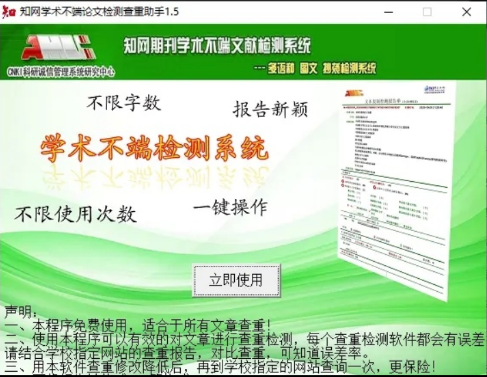 知网学术不端论文检测查重助手1.5
AMLC
CNKI科研诚信管理系统研究中心
知网期刊学术不端文献检测系统
--- 多语种 图文 抄袭检测系统
不限字数
报告新颖
学术不端检测系统
不限使用次数
一键操作
立即使用
声明：
一、本程序免费使用，适合于所有文章查重！
二、使用本程序可以有效的对文章进行查重检测，每个查重检测软件都会有误差
请结合学校指定网站的查重报告，对比查重，可知道误差率。
三、用本软件查重修改降低后，再到学校指定的网站查询一次，更保险！